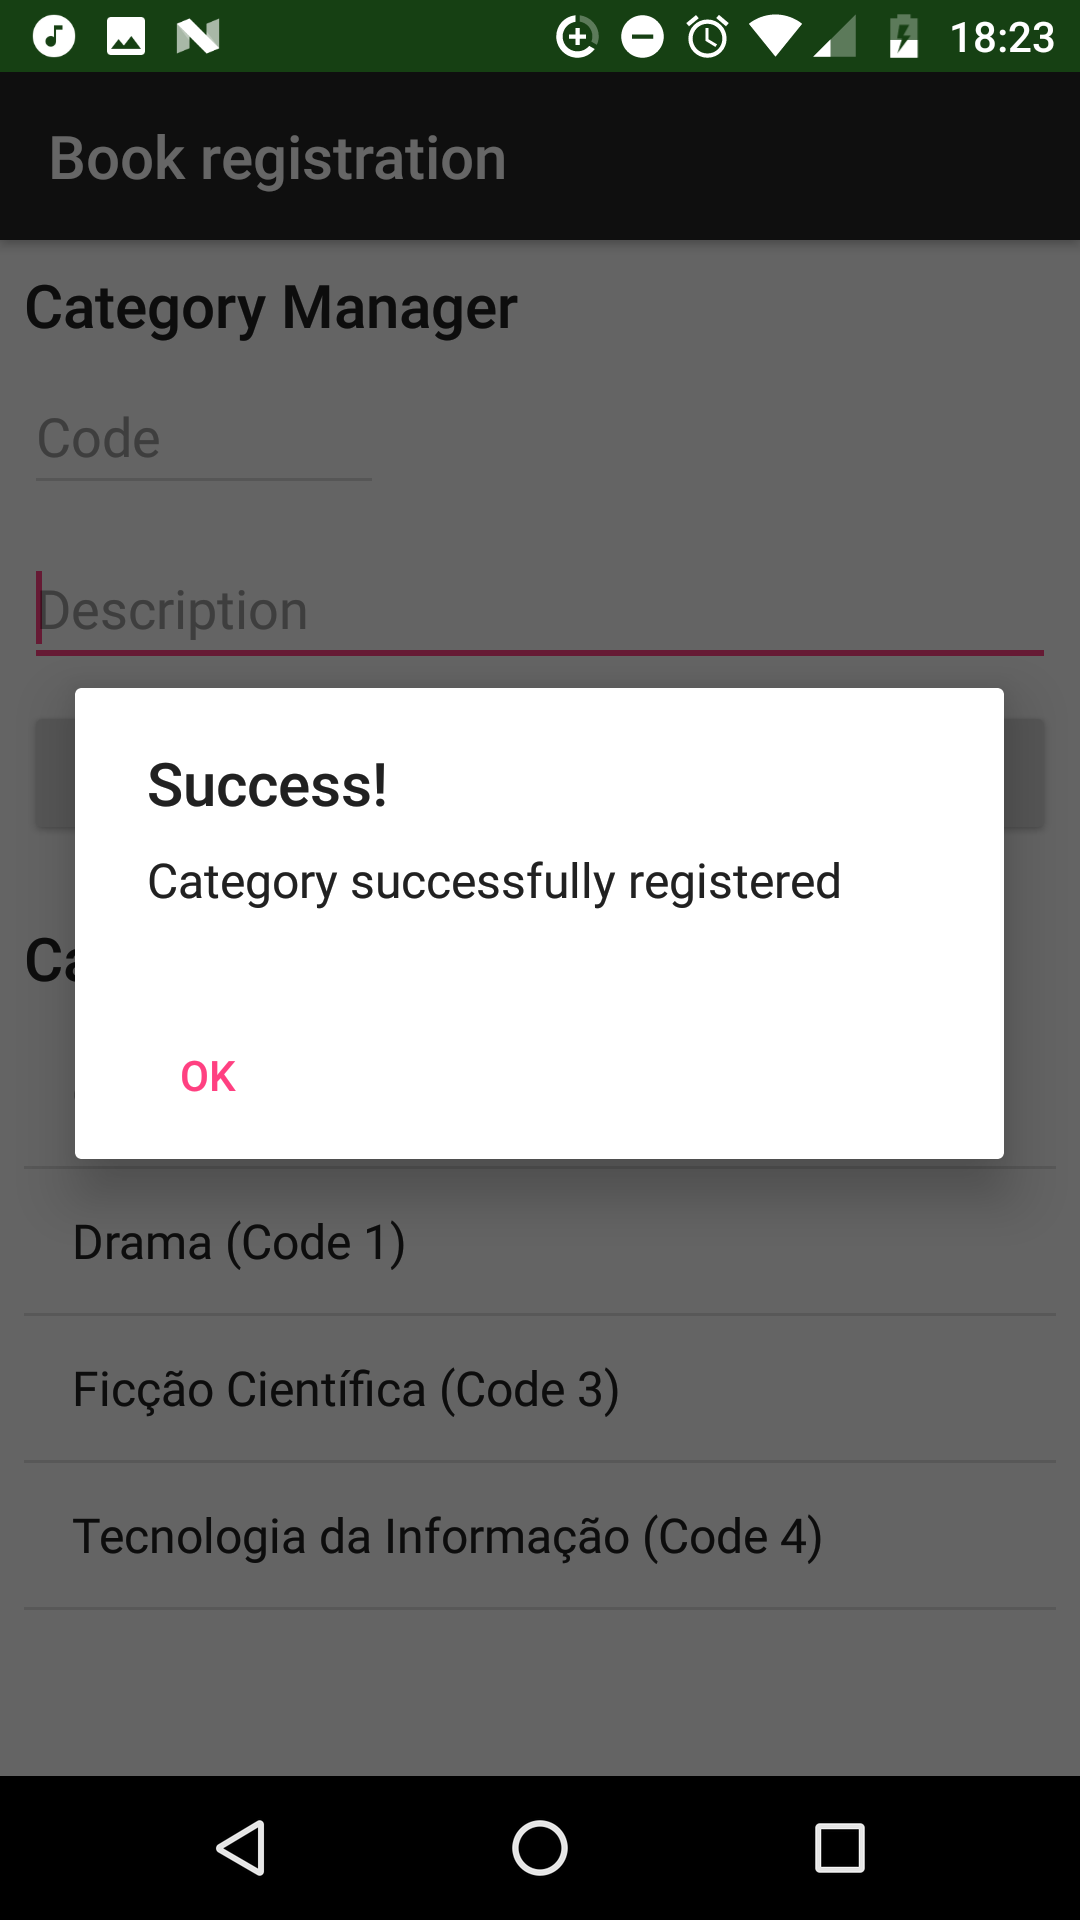 18:23
Book registration
Category Manager
Code
Description
Success!
Category successfully registered
OK
Drama (Code 1)
Ficção Científica (Code 3)
Tecnologia da Informação (Code 4)